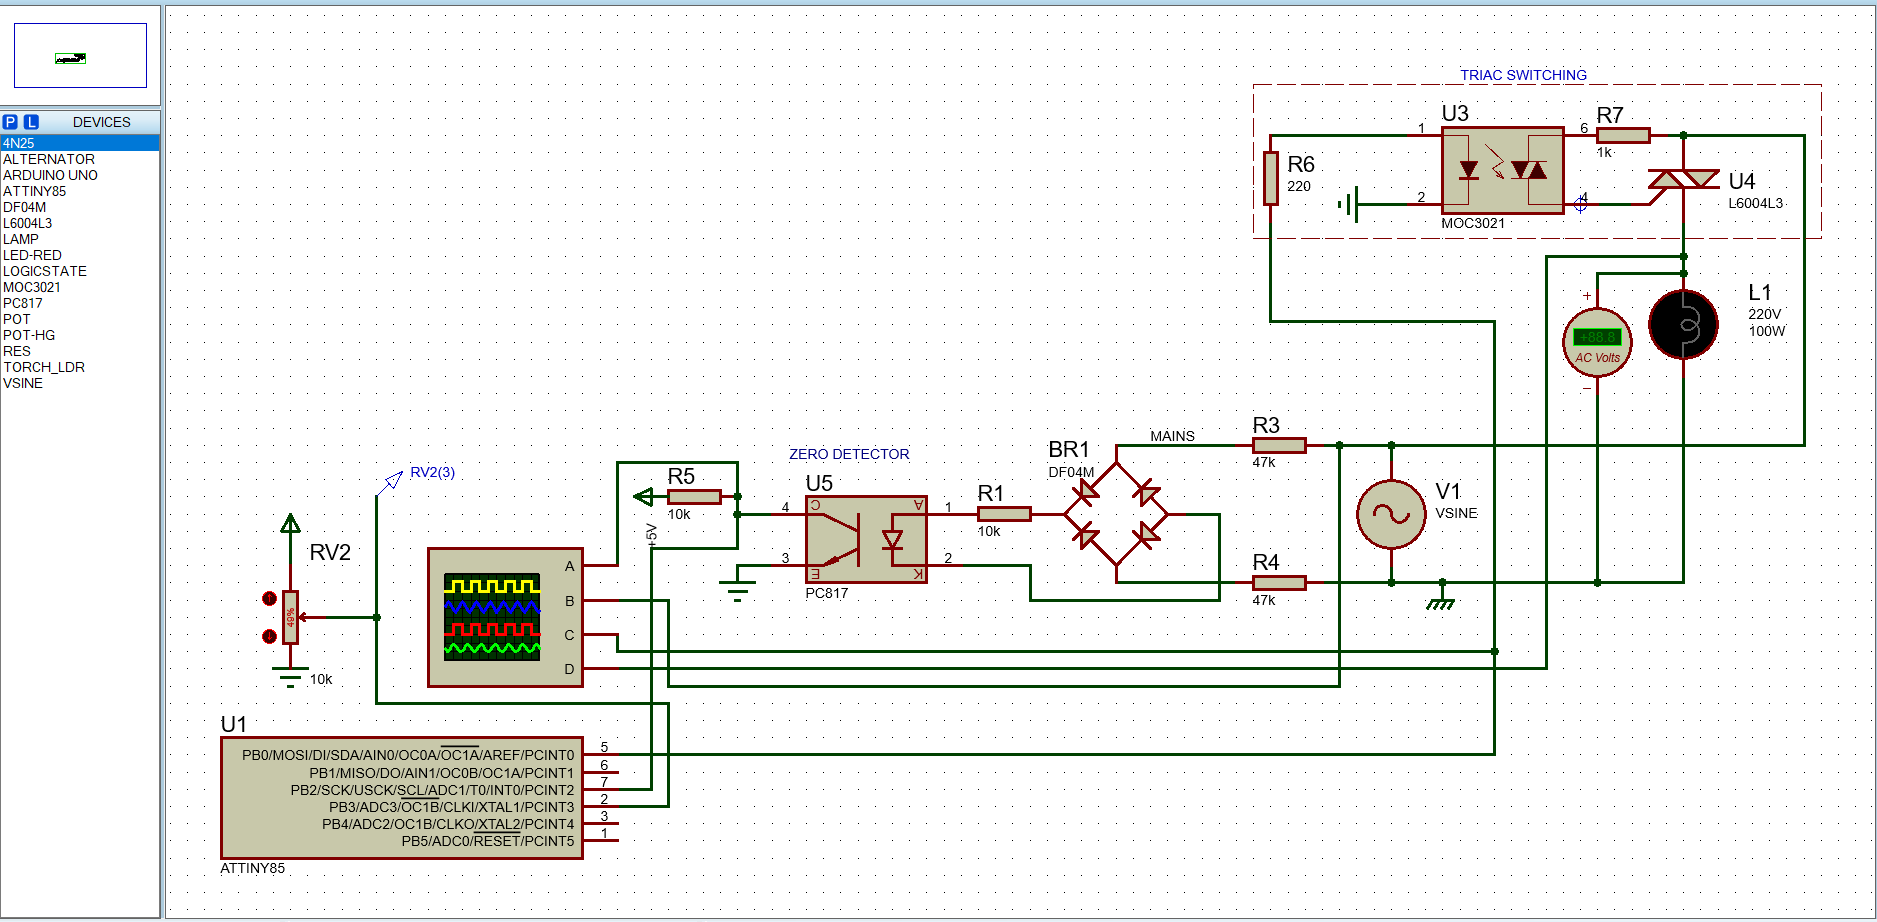 P L DEVICES
4N25
ALTERNATOR
ARDUINO UNO
ATTINY85
DF04M
L6004L3
LAMP
LED-RED
LOGICSTATE
MOC3021
PC817
POT
POT-HG
RES
TORCH_LDR
VSINE
TRIAC SWITCHING
U3
1
2
6
4
MOC3021
R7
1k
R6
220
U4
L6004L3
L1
220V
100W
+
+88.8
AC Volts
−
R3
47k
MAINS
BR1
DF04M
V1
VSINE
R4
47k
ZERO DETECTOR
U5
4
3
1
2
C
E
A
K
PC817
R1
10k
R5
10k
+5V
RV2(3)
RV2
49%
10k
A
B
C
D
U1
PB0/MOSI/DI/SDA/AIN0/OC0A/OC1A/AREF/PCINT0 5
PB1/MISO/DO/AIN1/OC0B/OC1A/PCINT1 6
PB2/SCK/USCK/SCL/ADC1/T0/INT0/PCINT2 7
PB3/ADC3/OC1B/CLKI/XTAL1/PCINT3 2
PB4/ADC2/OC1B/CLKO/XTAL2/PCINT4 3
PB5/ADC0/RESET/PCINT5 1
ATTINY85